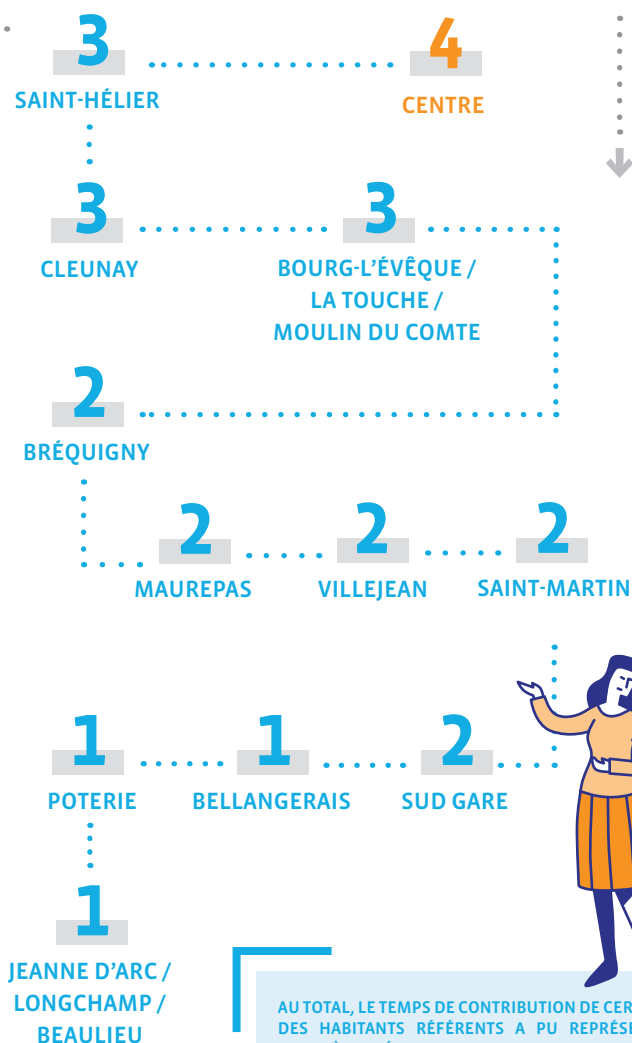 3
SAINT-HÉLIER
4
CENTRE
3
CLEUNAY
3
BOURG-L'ÉVÊQUE /
LA TOUCHE /
MOULIN DU COMTE
2
BRÉQUIGNY
2
MAUREPAS
2
VILLEJEAN
2
SAINT-MARTIN
1
POTERIE
1
BELLANGERAIS
2
SUD GARE
1
JEANNE D'ARC /
LONGCHAMP /
BEAULIEU
AU TOTAL, LE TEMPS DE CONTRIBUTION DE CER
DES HABITANTS RÉFÉRENTS A PU REPRÉSE